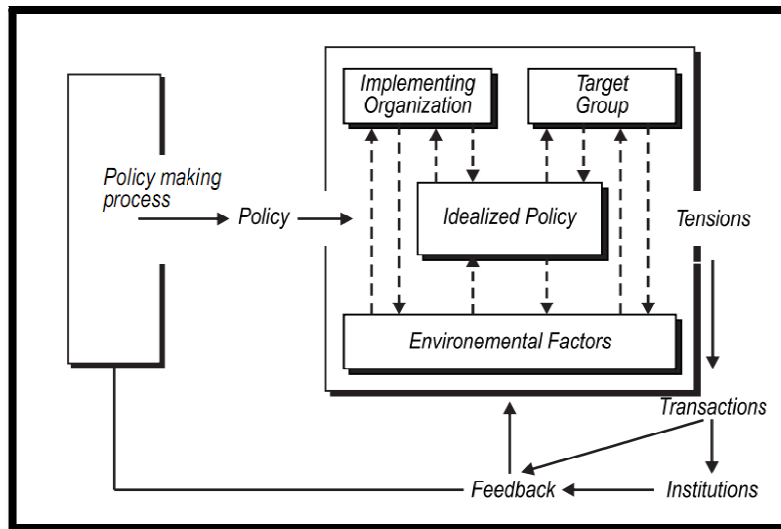 Implementing
Organization
Target
Group
Policy making
process
Policy
Idealized Policy
Tensions
Environemental Factors
Transactions
Feedback
Institutions